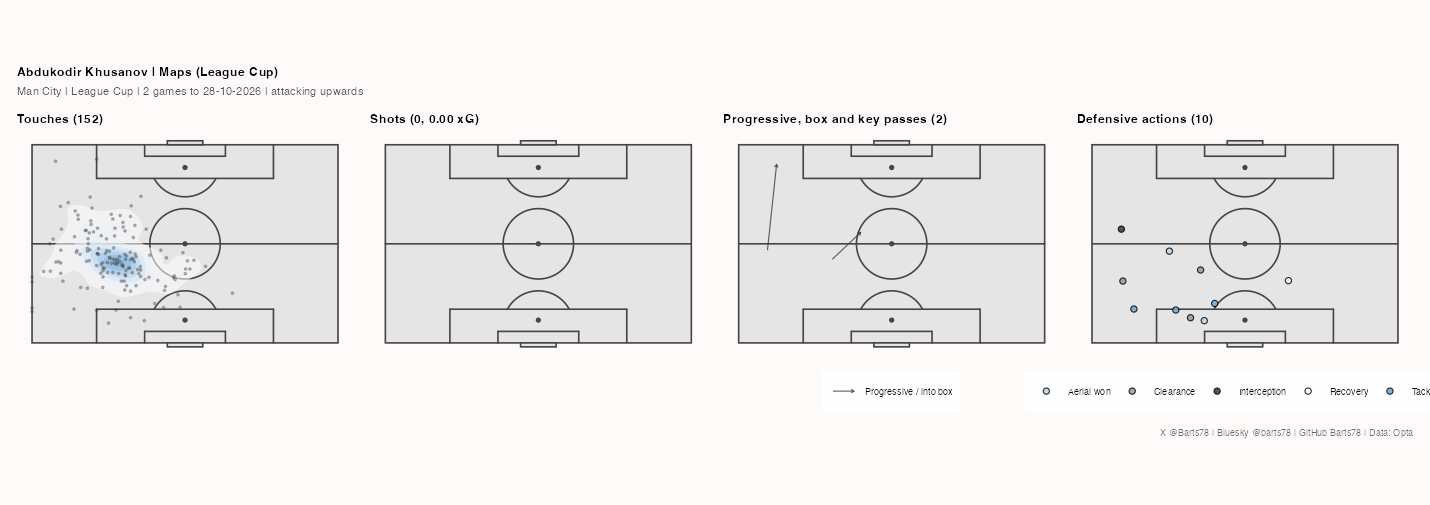 Abdukodir Khusanov | Maps (League Cup)
Man City | League Cup | 2 games to 28-10-2026 | attacking upwards
Touches (152)
Shots (0, 0.00 xG)
Progressive, box and key passes (2)
Defensive actions (10)
Progressive / into box
Aerial won
Clearance
Interception
Recovery
Tack
X @Barts78 | Bluesky @barts78 | GitHub Barts78 | Data: Opta